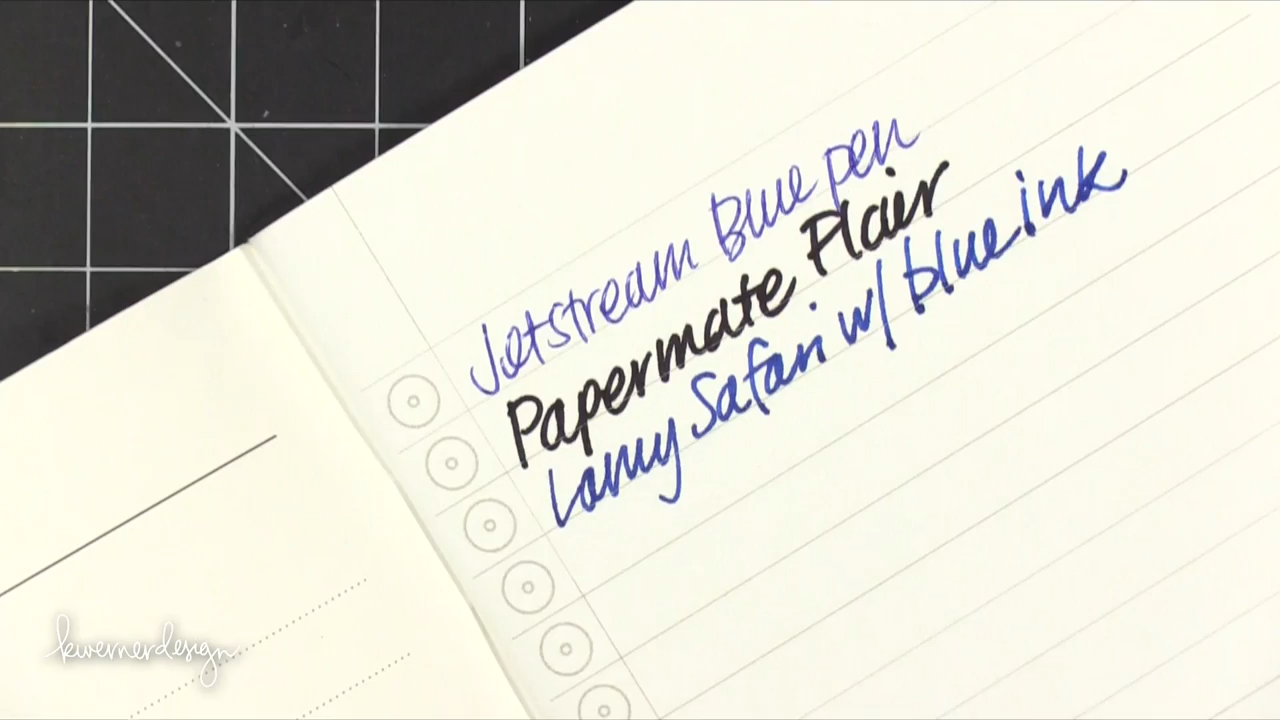 Jetstream Blue pen
Papermate Flair
Lamy Safari w/ blue ink
kwernerdesign